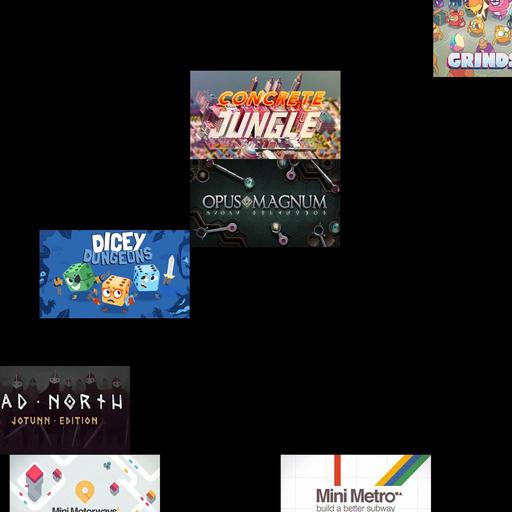 GRINDS
CONCRETE
JUNGLE
OPUS MAGNUM
DICEY
DUNGEONS
AD · NORTH
JOTUNN · EDITION
Mini Motorways
Mini Metro
build a better subway